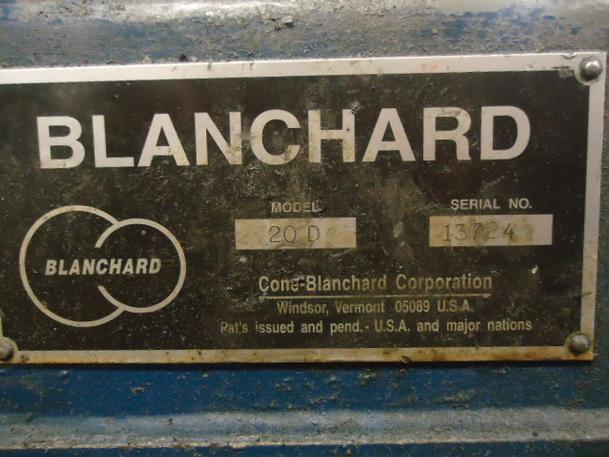 BLANCHARD
MODEL SERIAL NO.
20 D 13724
BLANCHARD
Cone-Blanchard Corporation
Windsor, Vermont 05089 U.S.A.
Pat's issued and pend.- U.S.A. and major nations